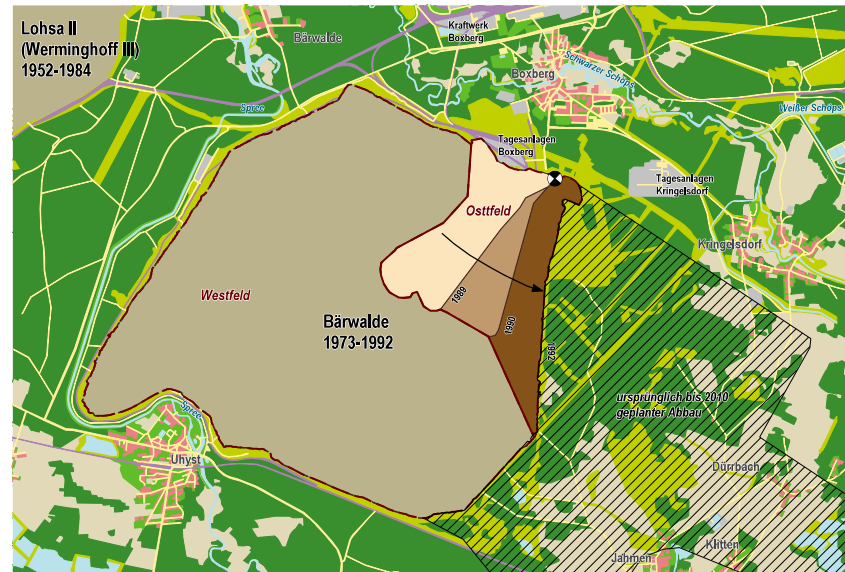 Lohsa II
(Werminghoff III)
1952-1984
Bärwalde
Kraftwerk
Boxberg
Boxberg
Schwarzer Schöps
Weißer Schöps
Spree
Tagesanlagen
Boxberg
Tagesanlagen
Kringelsdorf
Osttfeld
Kringelsdorf
Westfeld
1989
1990
1992
Bärwalde
1973-1992
ursprünglich bis 2010
geplanter Abbau
Spree
Uhyst
Dürrbach
Klitten
Jahmen